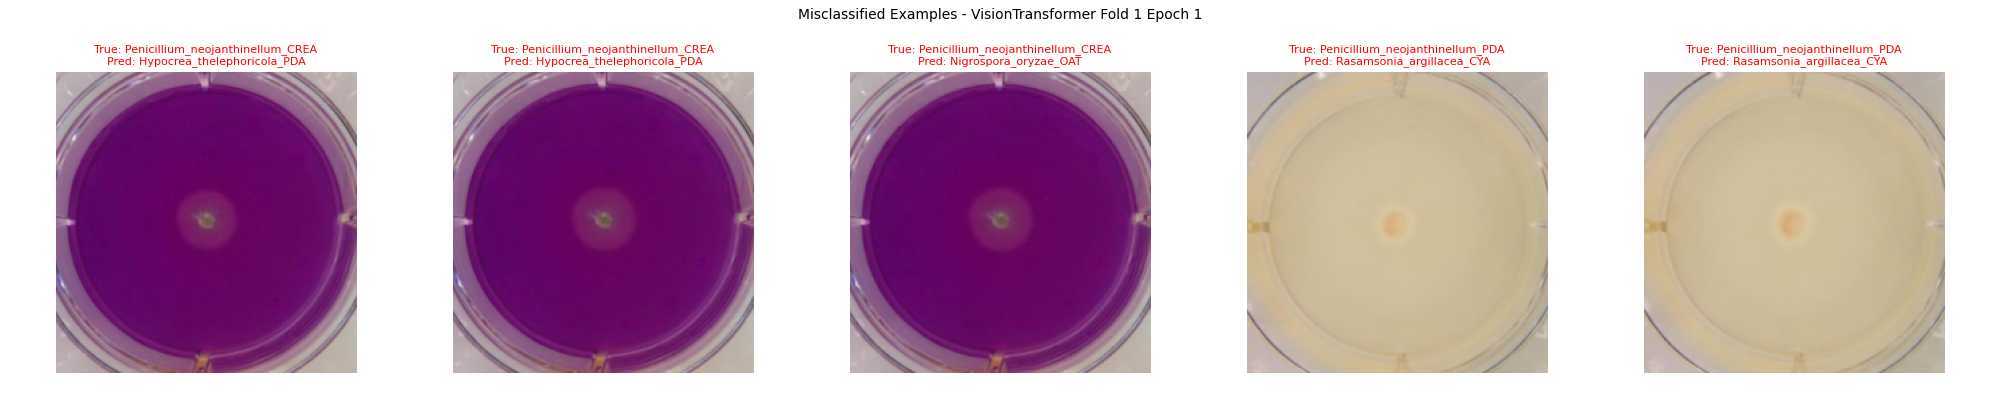 Misclassified Examples - VisionTransformer Fold 1 Epoch 1
True: Penicillium_neojanthinellum_CREA
Pred: Hypocrea_thelephoricola_PDA
True: Penicillium_neojanthinellum_CREA
Pred: Hypocrea_thelephoricola_PDA
True: Penicillium_neojanthinellum_CREA
Pred: Nigrospora_oryzae_OAT
True: Penicillium_neojanthinellum_PDA
Pred: Rasamsonia_argillacea_CYA
True: Penicillium_neojanthinellum_PDA
Pred: Rasamsonia_argillacea_CYA